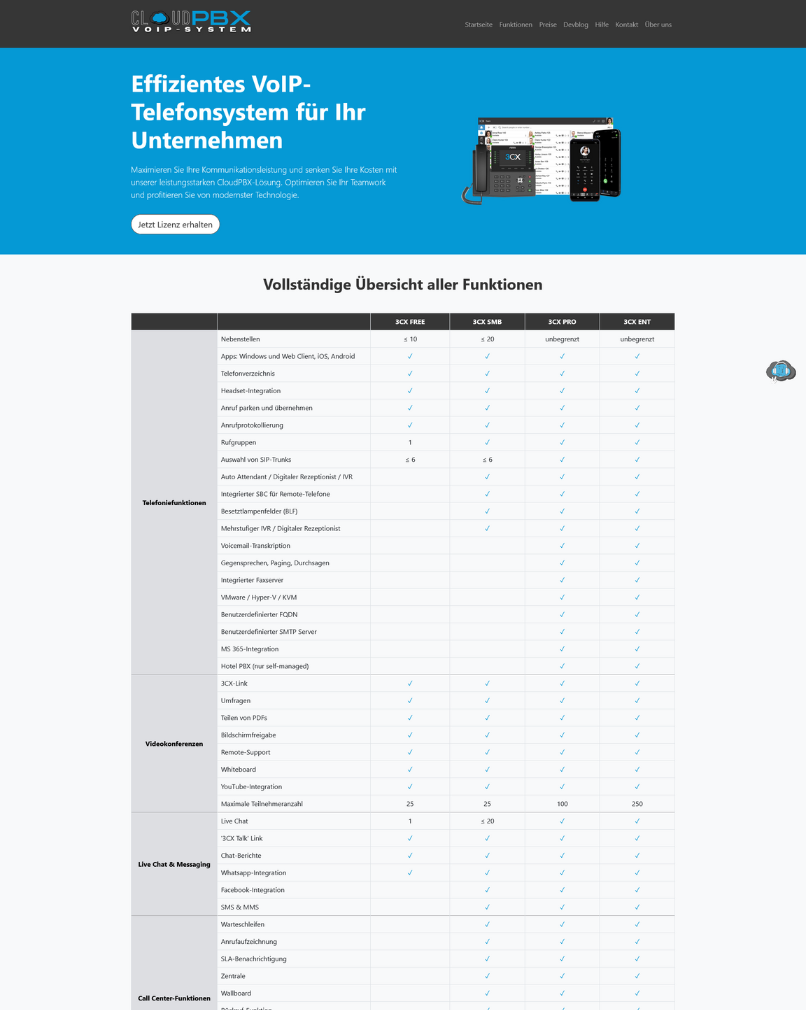 CLOUDPBX
VOIP-SYSTEM
Startseite Funktionen Preise Devblog Hilfe Kontakt Über uns
Effizientes VoIP-
Telefonsystem für Ihr
Unternehmen
Maximieren Sie Ihre Kommunikationsleistung und senken Sie Ihre Kosten mit
unserer leistungsstarken CloudPBX-Lösung. Optimieren Sie Ihr Teamwork
und profitieren Sie von modernster Technologie.
3CX
Jetzt Lizenz erhalten
Vollständige Übersicht aller Funktionen
3CX FREE 3CX SMB 3CX PRO 3CX ENT
Nebenstellen ≤ 10 ≤ 20 unbegrenzt unbegrenzt
Apps: Windows und Web Client, iOS, Android ✓ ✓ ✓ ✓
Telefonverzeichnis ✓ ✓ ✓ ✓
Headset-Integration ✓ ✓ ✓ ✓
Anruf parken und übernehmen ✓ ✓ ✓ ✓
Anrufprotokollierung ✓ ✓ ✓ ✓
Rufgruppen 1 ✓ ✓ ✓
Auswahl von SIP-Trunks ≤ 6 ≤ 6 ✓ ✓
Auto Attendant / Digitaler Rezeptionist / IVR ✓ ✓ ✓
Integrierter SBC für Remote-Telefone ✓ ✓ ✓
Telefoniefunktionen
Besetztlampenfelder (BLF) ✓ ✓ ✓
Mehrstufiger IVR / Digitaler Rezeptionist ✓ ✓ ✓
Voicemail-Transkription ✓ ✓
Gegensprechen, Paging, Durchsagen ✓ ✓
Integrierter Faxserver ✓ ✓
VMware / Hyper-V / KVM ✓ ✓
Benutzerdefinierter FQDN ✓ ✓
Benutzerdefinierter SMTP Server ✓ ✓
MS 365-Integration ✓ ✓
Hotel PBX (nur self-managed) ✓ ✓
3CX-Link ✓ ✓ ✓ ✓
Umfragen ✓ ✓ ✓ ✓
Teilen von PDFs ✓ ✓ ✓ ✓
Bildschirmfreigabe ✓ ✓ ✓ ✓
Videokonferenzen
Remote-Support ✓ ✓ ✓ ✓
Whiteboard ✓ ✓ ✓ ✓
YouTube-Integration ✓ ✓ ✓ ✓
Maximale Teilnehmeranzahl 25 25 100 250
Live Chat 1 ≤ 20 ✓ ✓
'3CX Talk' Link ✓ ✓ ✓ ✓
Chat-Berichte ✓ ✓ ✓ ✓
Live Chat & Messaging
Whatsapp-Integration ✓ ✓ ✓ ✓
Facebook-Integration ✓ ✓ ✓
SMS & MMS ✓ ✓ ✓
Warteschleifen ✓ ✓ ✓
Anrufaufzeichnung ✓ ✓ ✓
SLA-Benachrichtigung ✓ ✓ ✓
Zentrale ✓ ✓ ✓
Wallboard ✓ ✓ ✓
Call Center-Funktionen